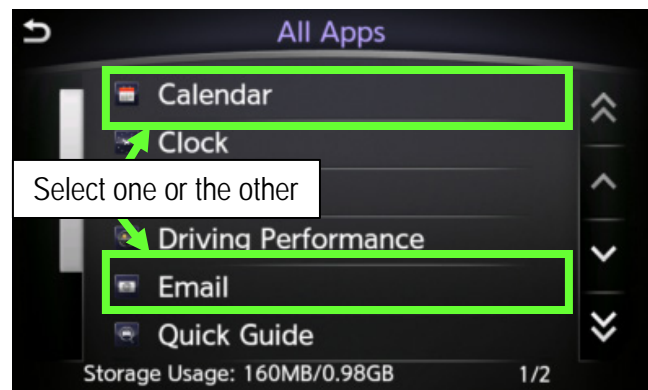 All Apps
Calendar
Clock
Select one or the other
Driving Performance
Email
Quick Guide
Storage Usage: 160MB/0.98GB 1/2